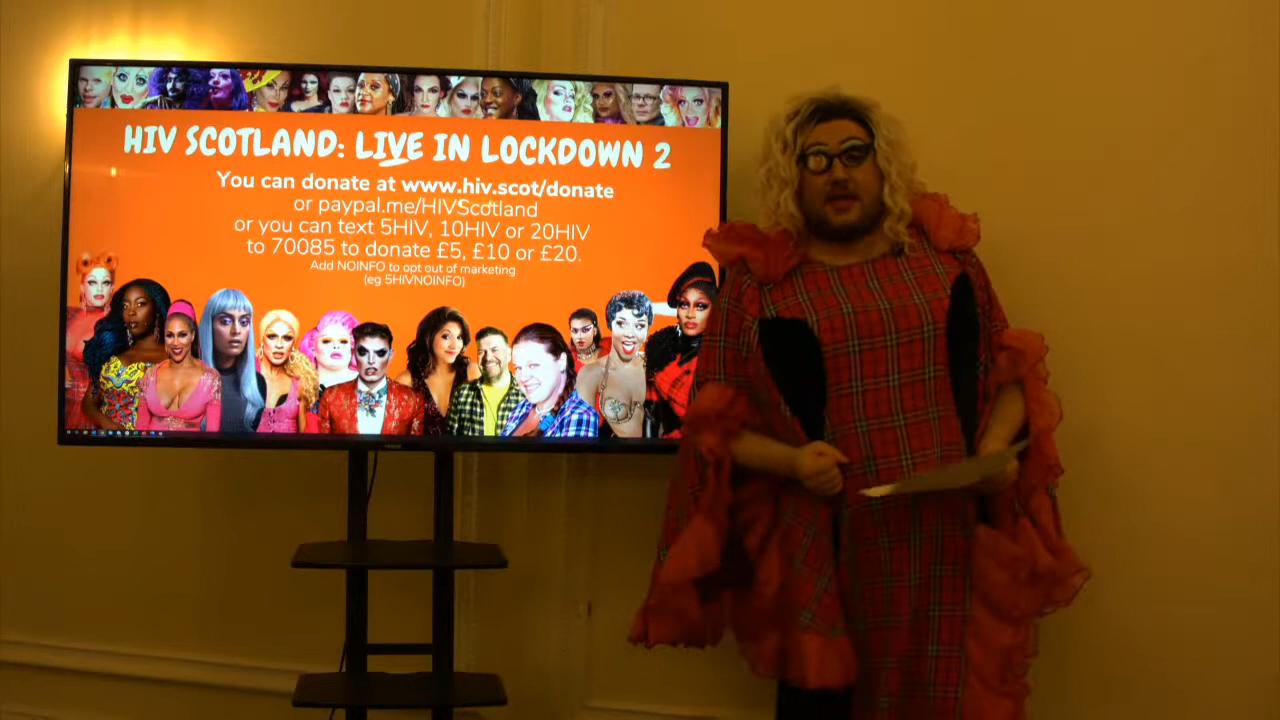 HIV SCOTLAND: LIVE IN LOCKDOWN 2
You can donate at www.hiv.scot/donate
or paypal.me/HIVScotland
or you can text 5HIV, 10HIV or 20HIV
to 70085 to donate £5, £10 or £20.
Add NOINFO to opt out of marketing
(eg 5HIVNOINFO)